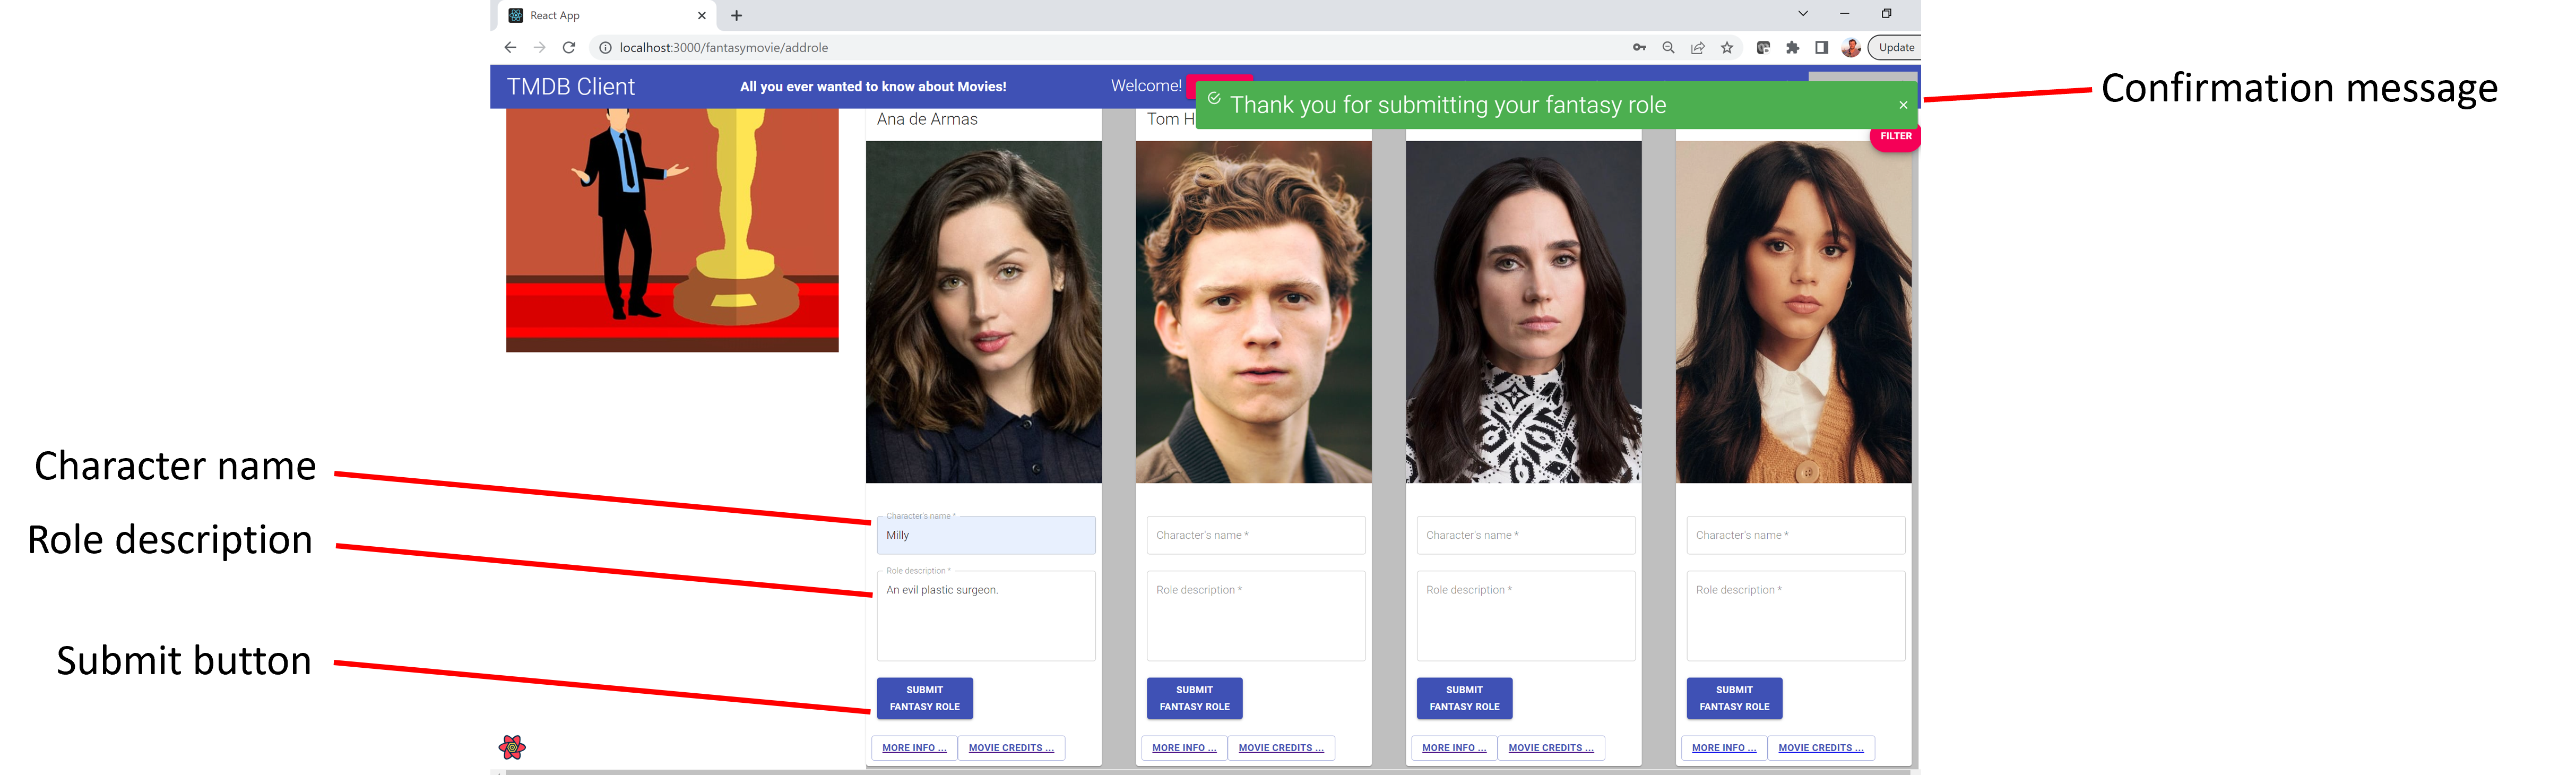 React App
localhost:3000/fantasymovie/addrole
Update
TMDB Client
All you ever wanted to know about Movies!
Welcome!
Thank you for submitting your fantasy role
Confirmation message
FILTER
Ana de Armas
Tom H
Character name
Role description
Submit button
Character's name *
Milly
Character's name *
Character's name *
Character's name *
Role description *
An evil plastic surgeon.
Role description *
Role description *
Role description *
SUBMIT
FANTASY ROLE
SUBMIT
FANTASY ROLE
SUBMIT
FANTASY ROLE
SUBMIT
FANTASY ROLE
MORE INFO ... MOVIE CREDITS ...
MORE INFO ... MOVIE CREDITS ...
MORE INFO ... MOVIE CREDITS ...
MORE INFO ... MOVIE CREDITS ...